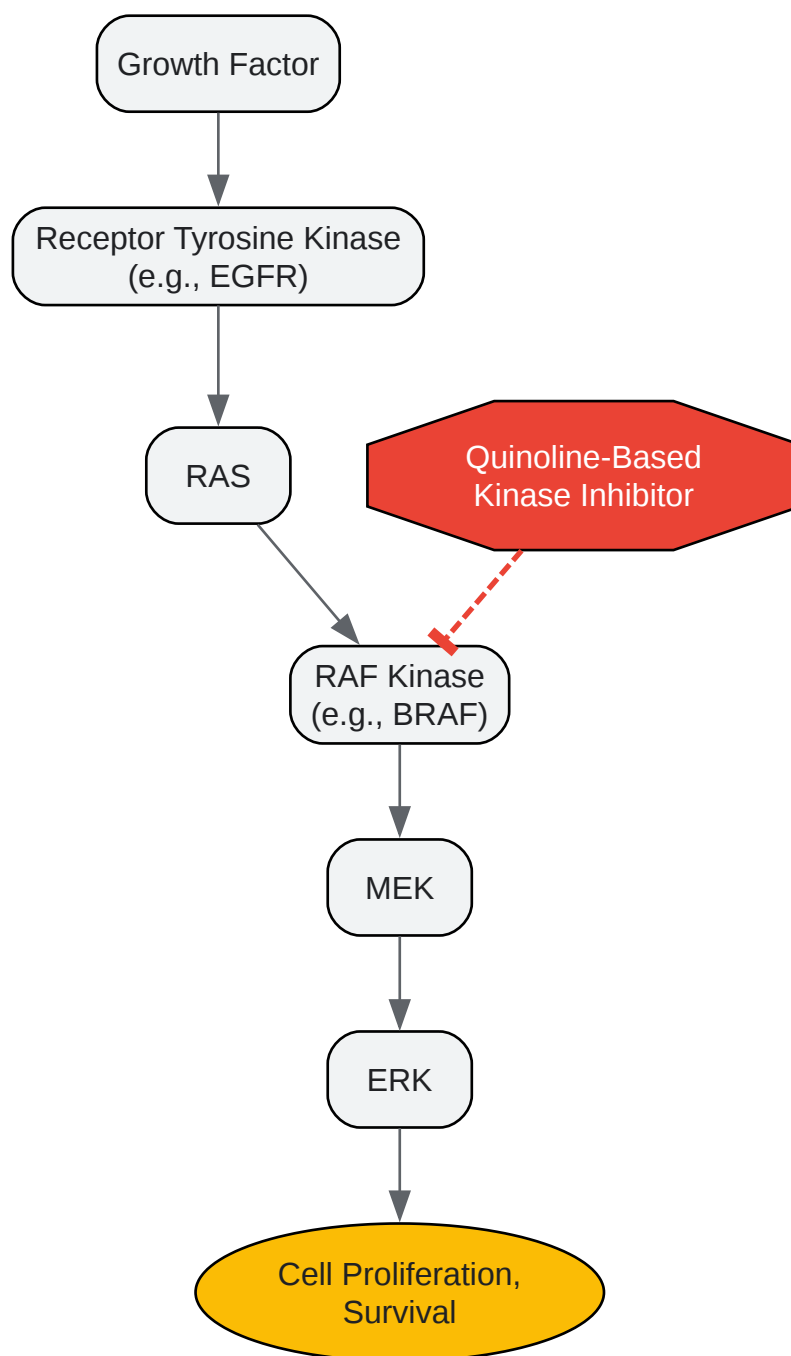 Growth Factor
Receptor Tyrosine Kinase
(e.g., EGFR)
RAS
Quinoline-Based
Kinase Inhibitor
RAF Kinase
(e.g., BRAF)
MEK
ERK
Cell Proliferation,
Survival